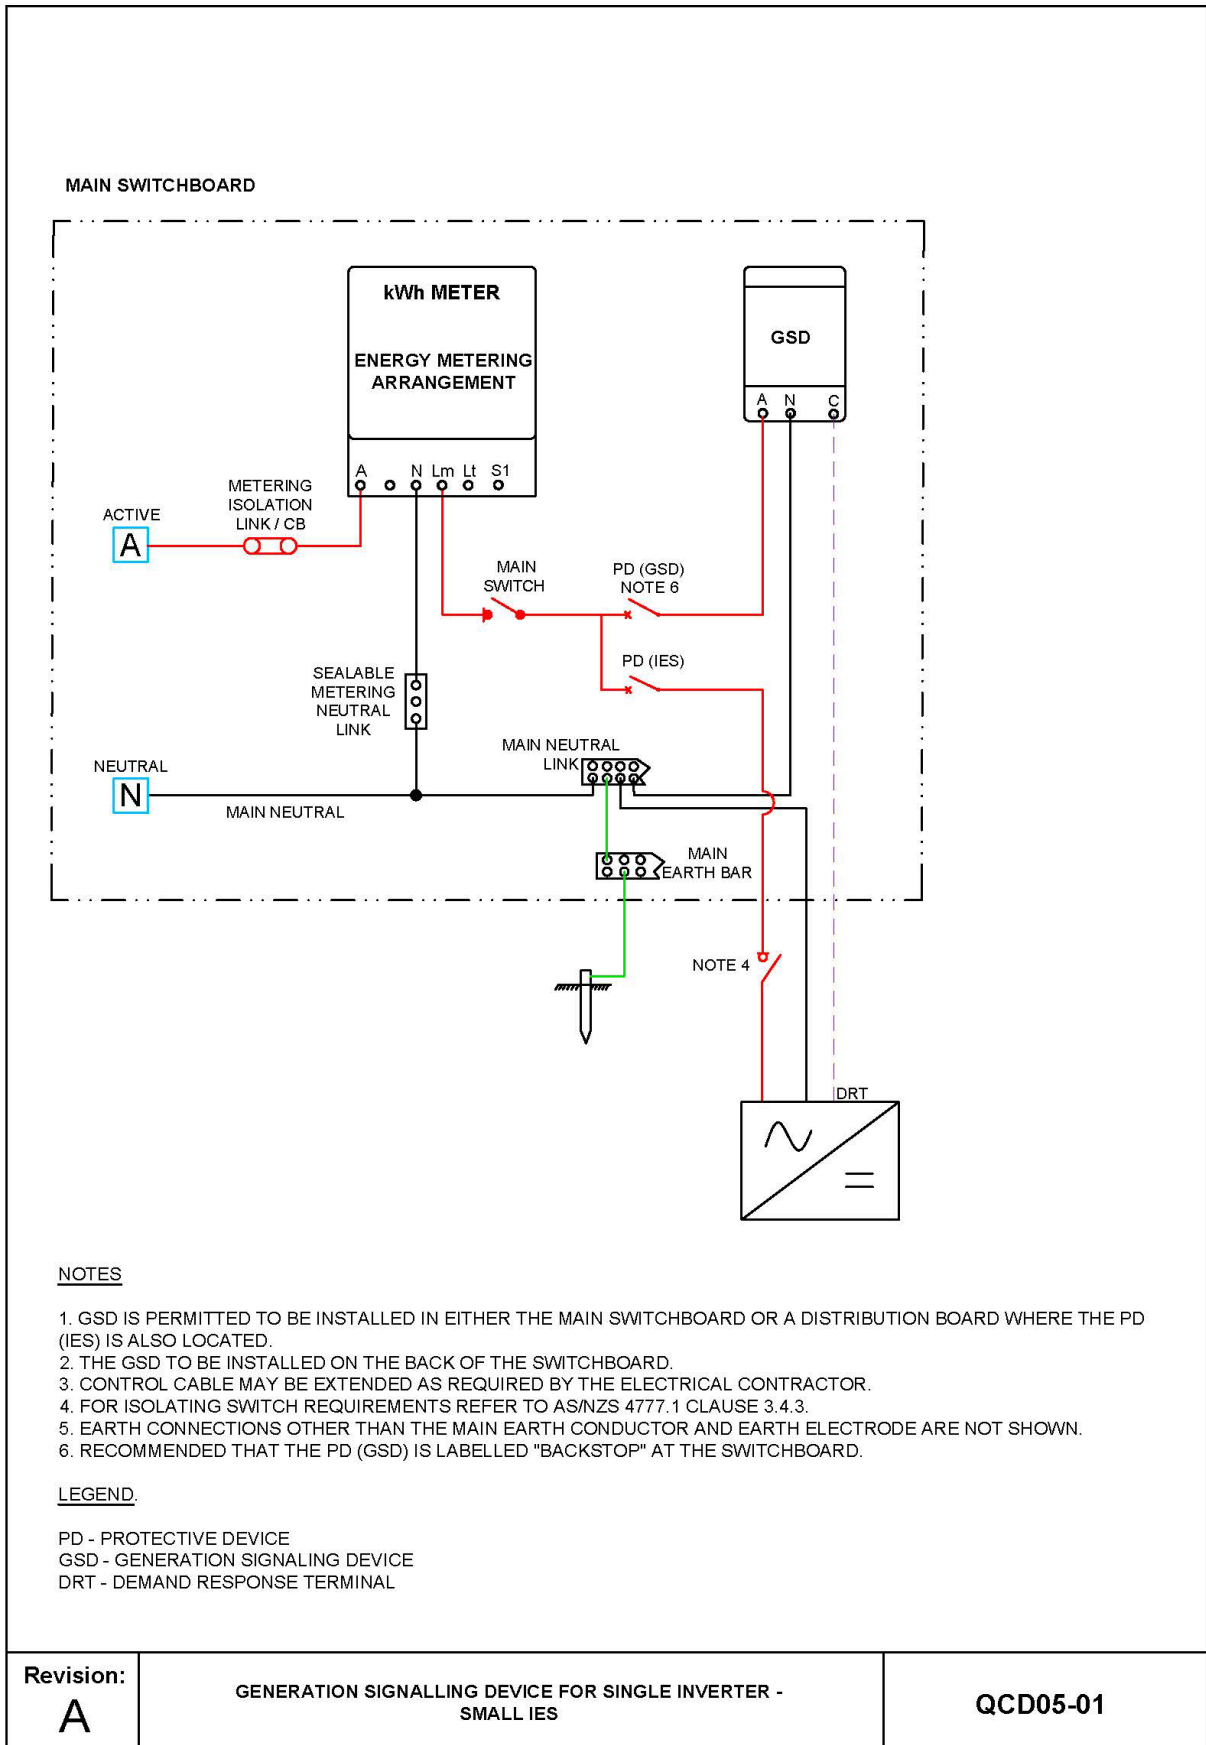 MAIN SWITCHBOARD
kWh METER
ENERGY METERING
ARRANGEMENT
A N Lm Lt S1
GSD
A N C
METERING
ISOLATION
LINK / CB
ACTIVE
A
MAIN
SWITCH
PD (GSD)
NOTE 6
PD (IES)
SEALABLE
METERING
NEUTRAL
LINK
MAIN NEUTRAL
LINK
NEUTRAL
N
MAIN NEUTRAL
MAIN
EARTH BAR
NOTE 4
DRT
NOTES
1. GSD IS PERMITTED TO BE INSTALLED IN EITHER THE MAIN SWITCHBOARD OR A DISTRIBUTION BOARD WHERE THE PD
(IES) IS ALSO LOCATED.
2. THE GSD TO BE INSTALLED ON THE BACK OF THE SWITCHBOARD.
3. CONTROL CABLE MAY BE EXTENDED AS REQUIRED BY THE ELECTRICAL CONTRACTOR.
4. FOR ISOLATING SWITCH REQUIREMENTS REFER TO AS/NZS 4777.1 CLAUSE 3.4.3.
5. EARTH CONNECTIONS OTHER THAN THE MAIN EARTH CONDUCTOR AND EARTH ELECTRODE ARE NOT SHOWN.
6. RECOMMENDED THAT THE PD (GSD) IS LABELLED "BACKSTOP" AT THE SWITCHBOARD.
LEGEND.
PD - PROTECTIVE DEVICE
GSD - GENERATION SIGNALING DEVICE
DRT - DEMAND RESPONSE TERMINAL
Revision:
A
GENERATION SIGNALLING DEVICE FOR SINGLE INVERTER -
SMALL IES
QCD05-01